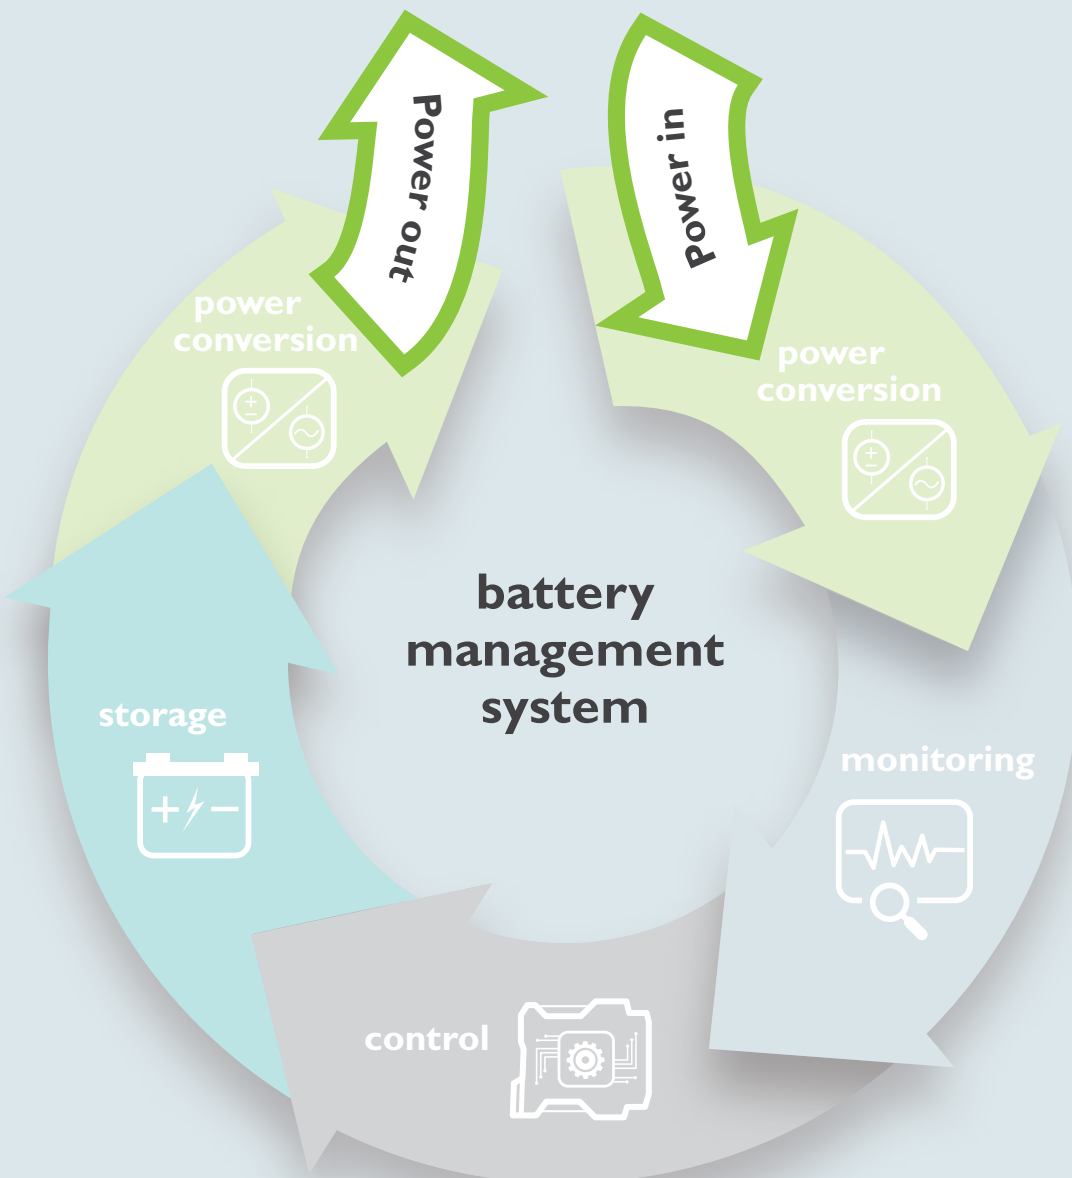 Power out
Power in
power
conversion
power
conversion
battery
management
system
storage
monitoring
control